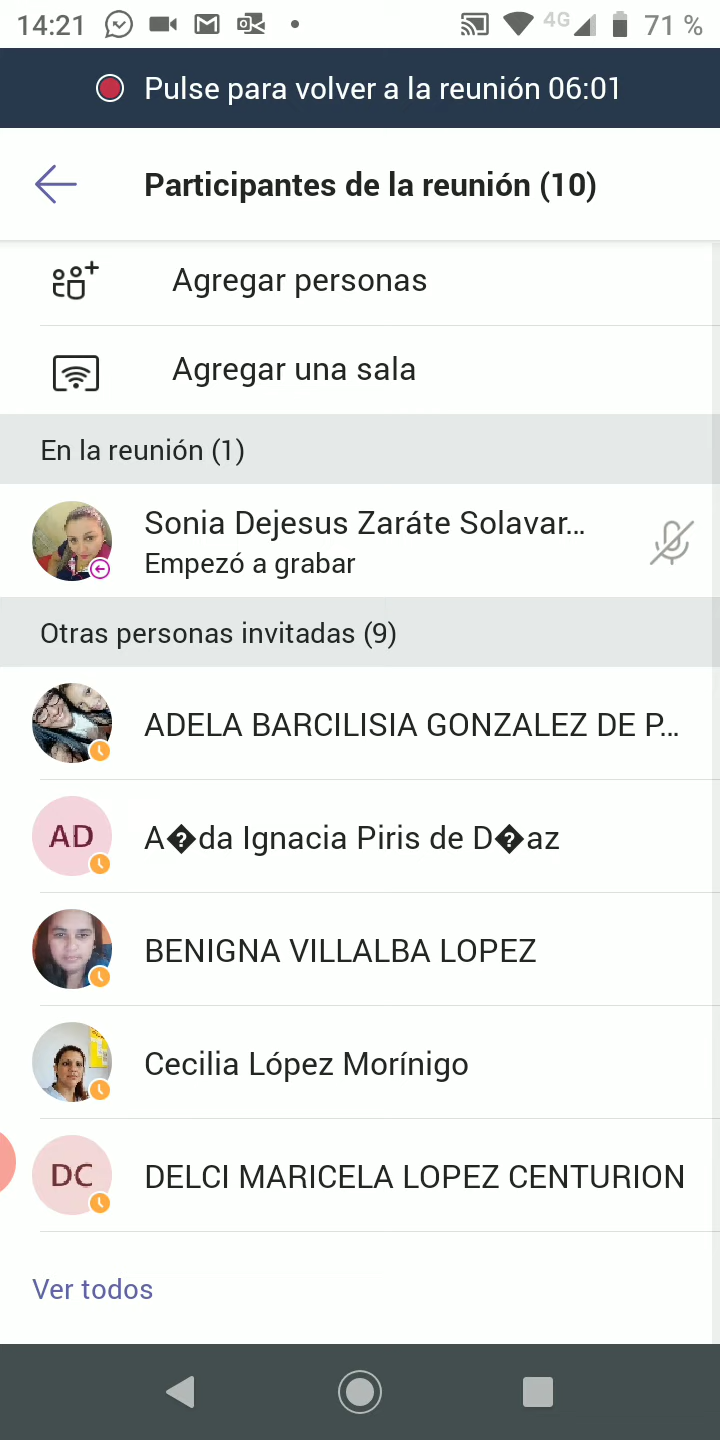 14:21 4G 71 %
Pulse para volver a la reunión 06:01
Participantes de la reunión (10)
Agregar personas
Agregar una sala
En la reunión (1)
Sonia Dejesus Zaráte Solavar...
Empezó a grabar
Otras personas invitadas (9)
ADELA BARCILISIA GONZALEZ DE P...
AD A�da Ignacia Piris de D�az
BENIGNA VILLALBA LOPEZ
Cecilia López Morínigo
DC DELCI MARICELA LOPEZ CENTURION
Ver todos